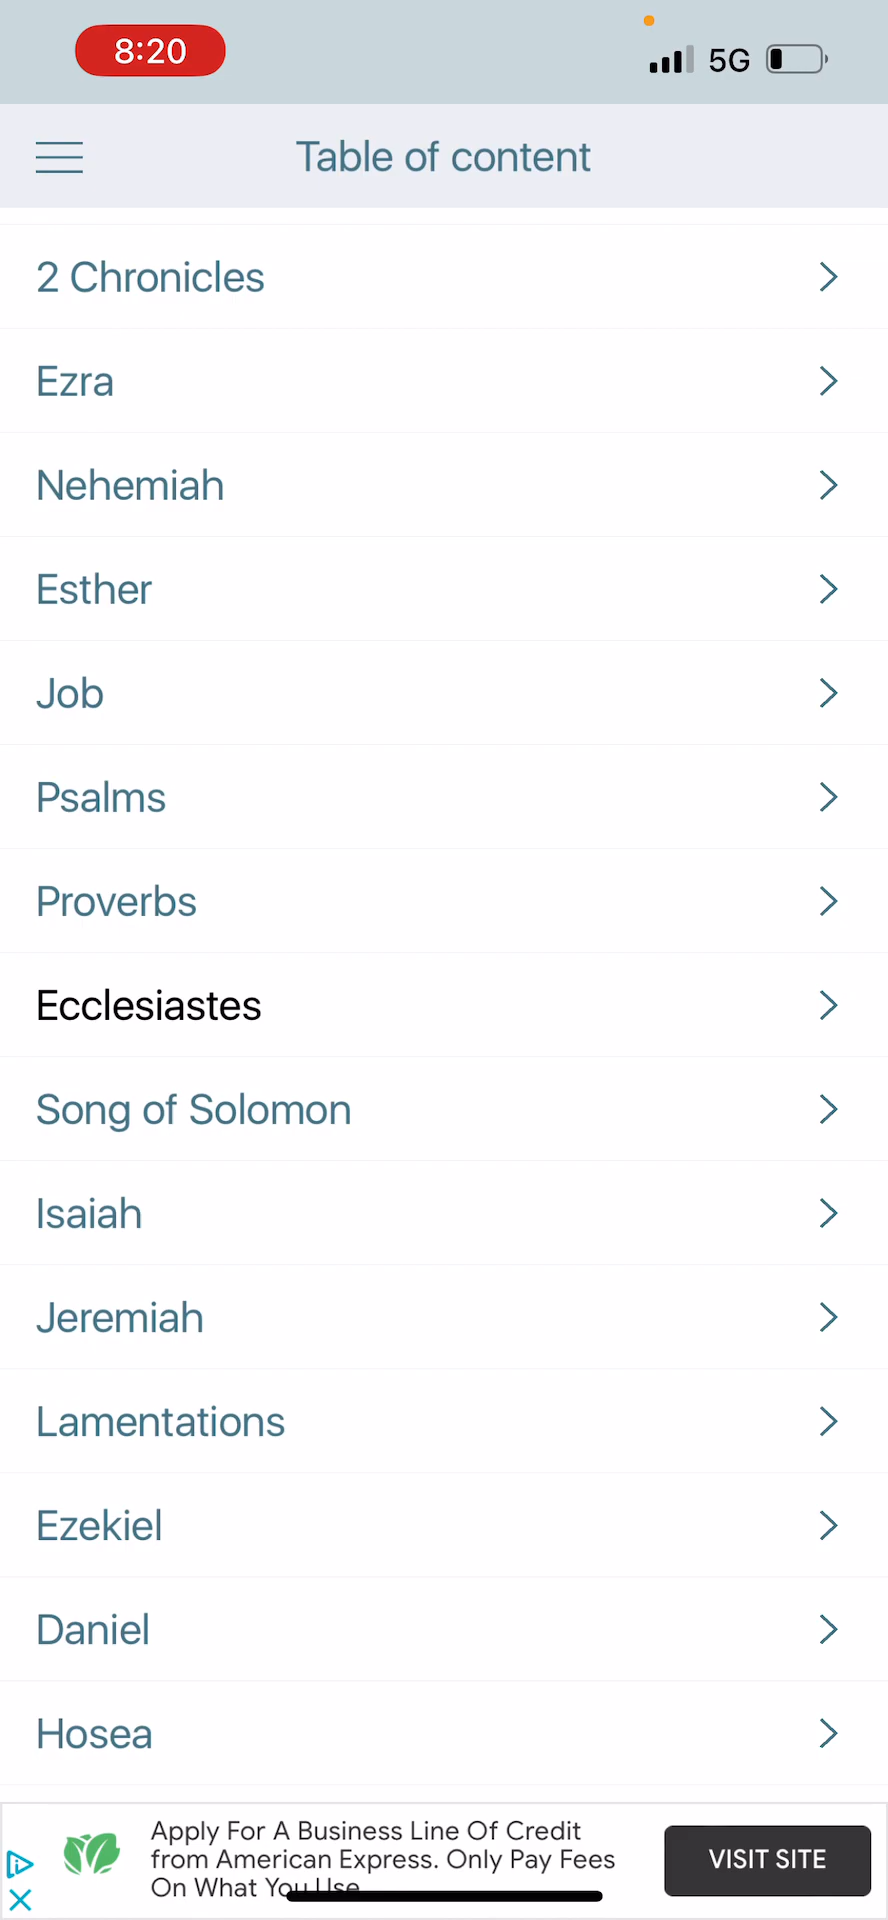 8:20
5G
Table of content
2 Chronicles
Ezra
Nehemiah
Esther
Job
Psalms
Proverbs
Ecclesiastes
Song of Solomon
Isaiah
Jeremiah
Lamentations
Ezekiel
Daniel
Hosea
Apply For A Business Line Of Credit
from American Express. Only Pay Fees
On What You Use
VISIT SITE